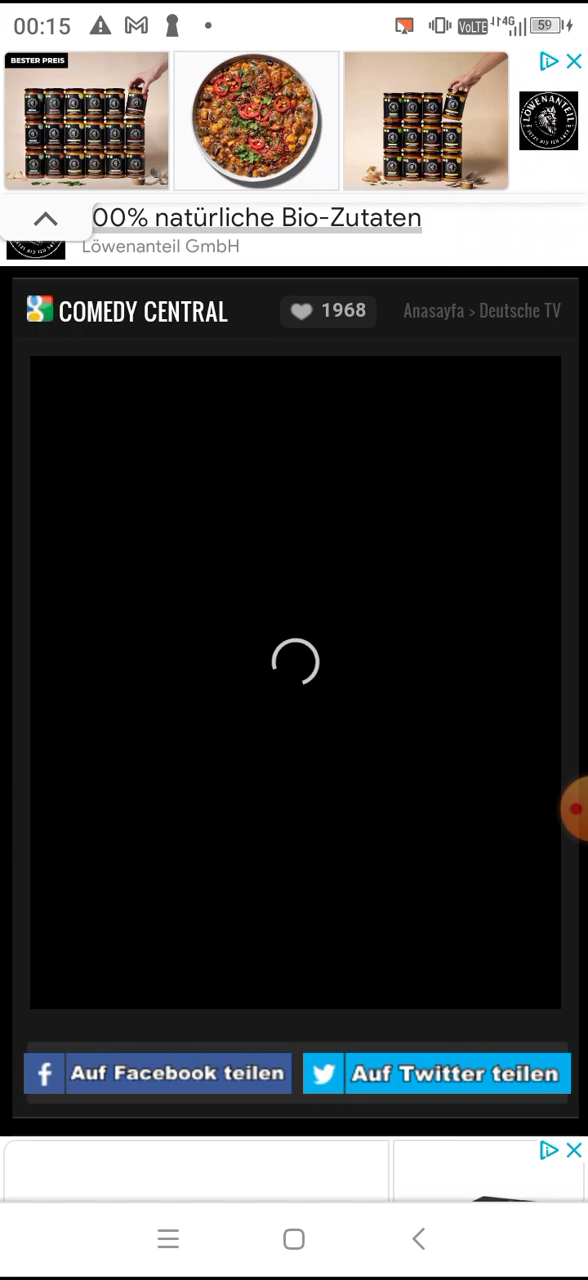 00:15
VoLTE
4G
59
BESTER PREIS
LÖWENANTEIL
00% natürliche Bio-Zutaten
Löwenanteil GmbH
COMEDY CENTRAL
1968
Anasayfa > Deutsche TV
Auf Facebook teilen
Auf Twitter teilen